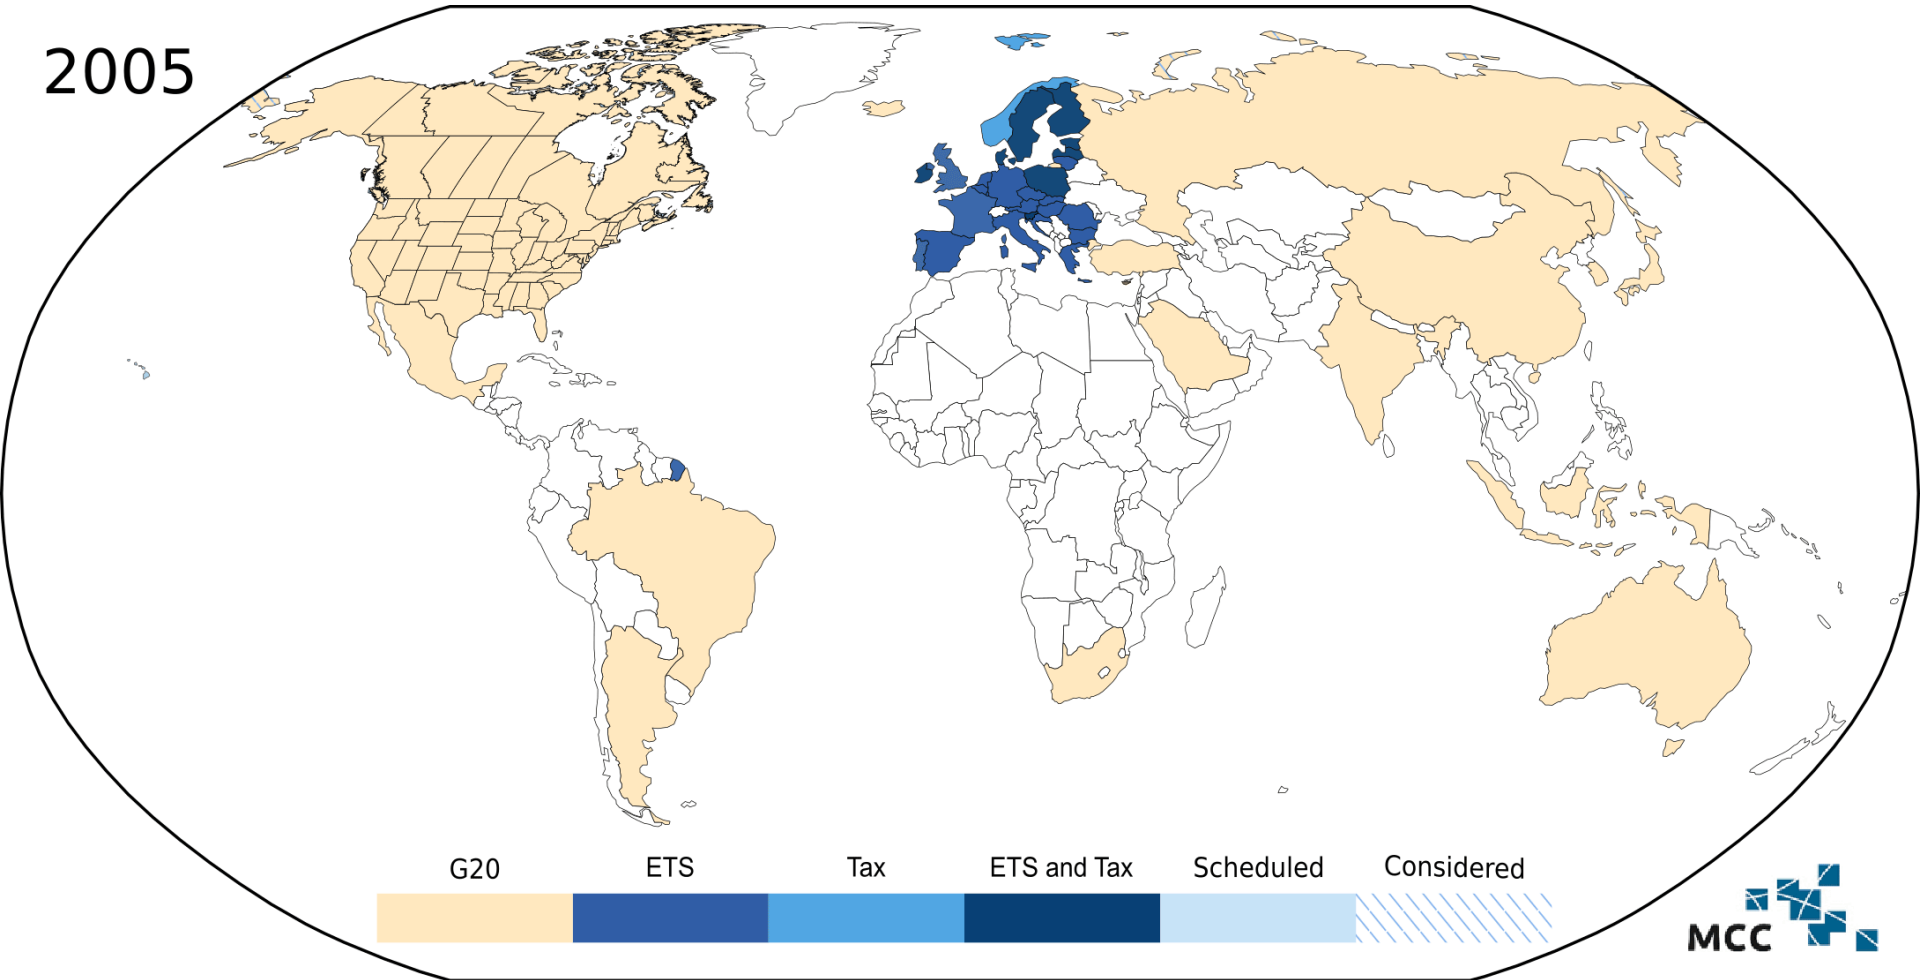 2005
G20
ETS
Tax
ETS and Tax
Scheduled
Considered
MCC